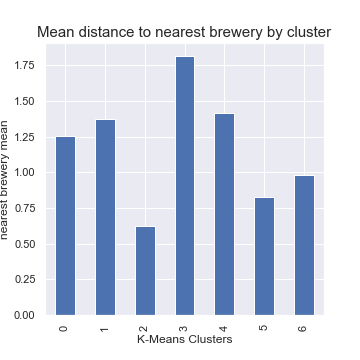 Mean distance to nearest brewery by cluster
nearest brewery mean
1.75
1.50
1.25
1.00
0.75
0.50
0.25
0.00
0 1 2 3 4 5 6
K-Means Clusters